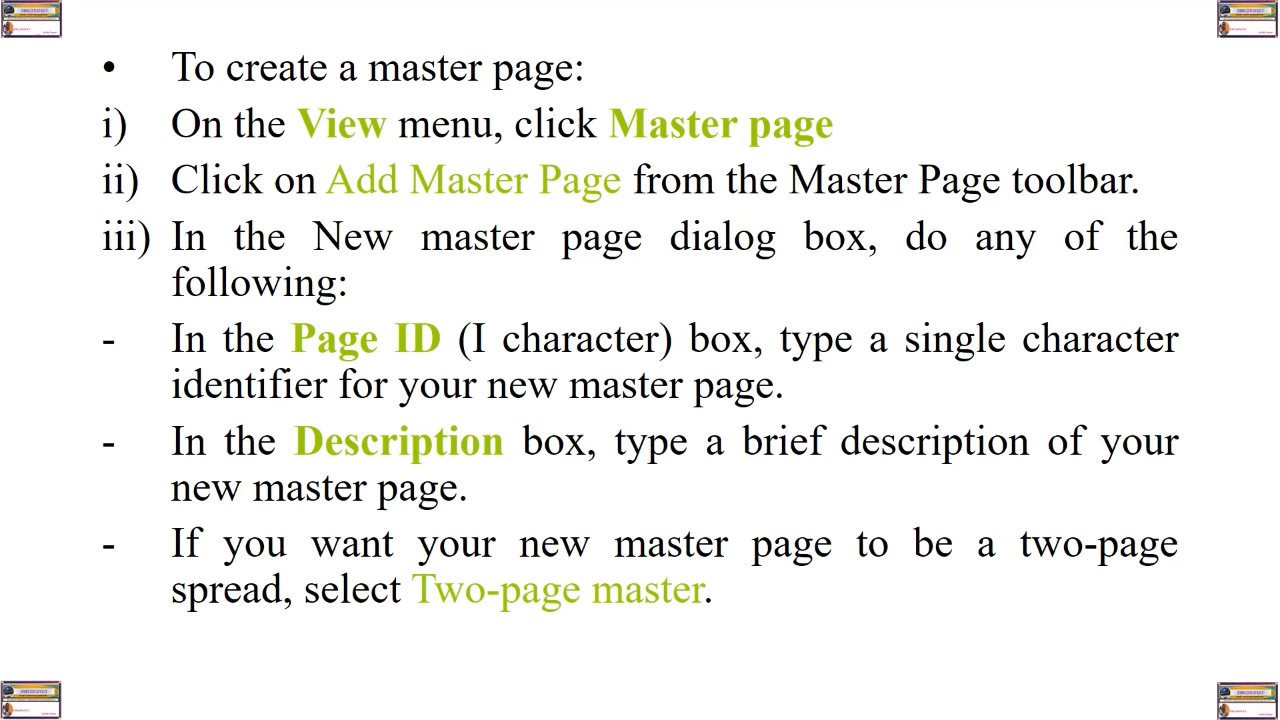 • To create a master page:
i) On the View menu, click Master page
ii) Click on Add Master Page from the Master Page toolbar.
iii) In the New master page dialog box, do any of the
following:
- In the Page ID (I character) box, type a single character
identifier for your new master page.
- In the Description box, type a brief description of your
new master page.
- If you want your new master page to be a two-page
spread, select Two-page master.